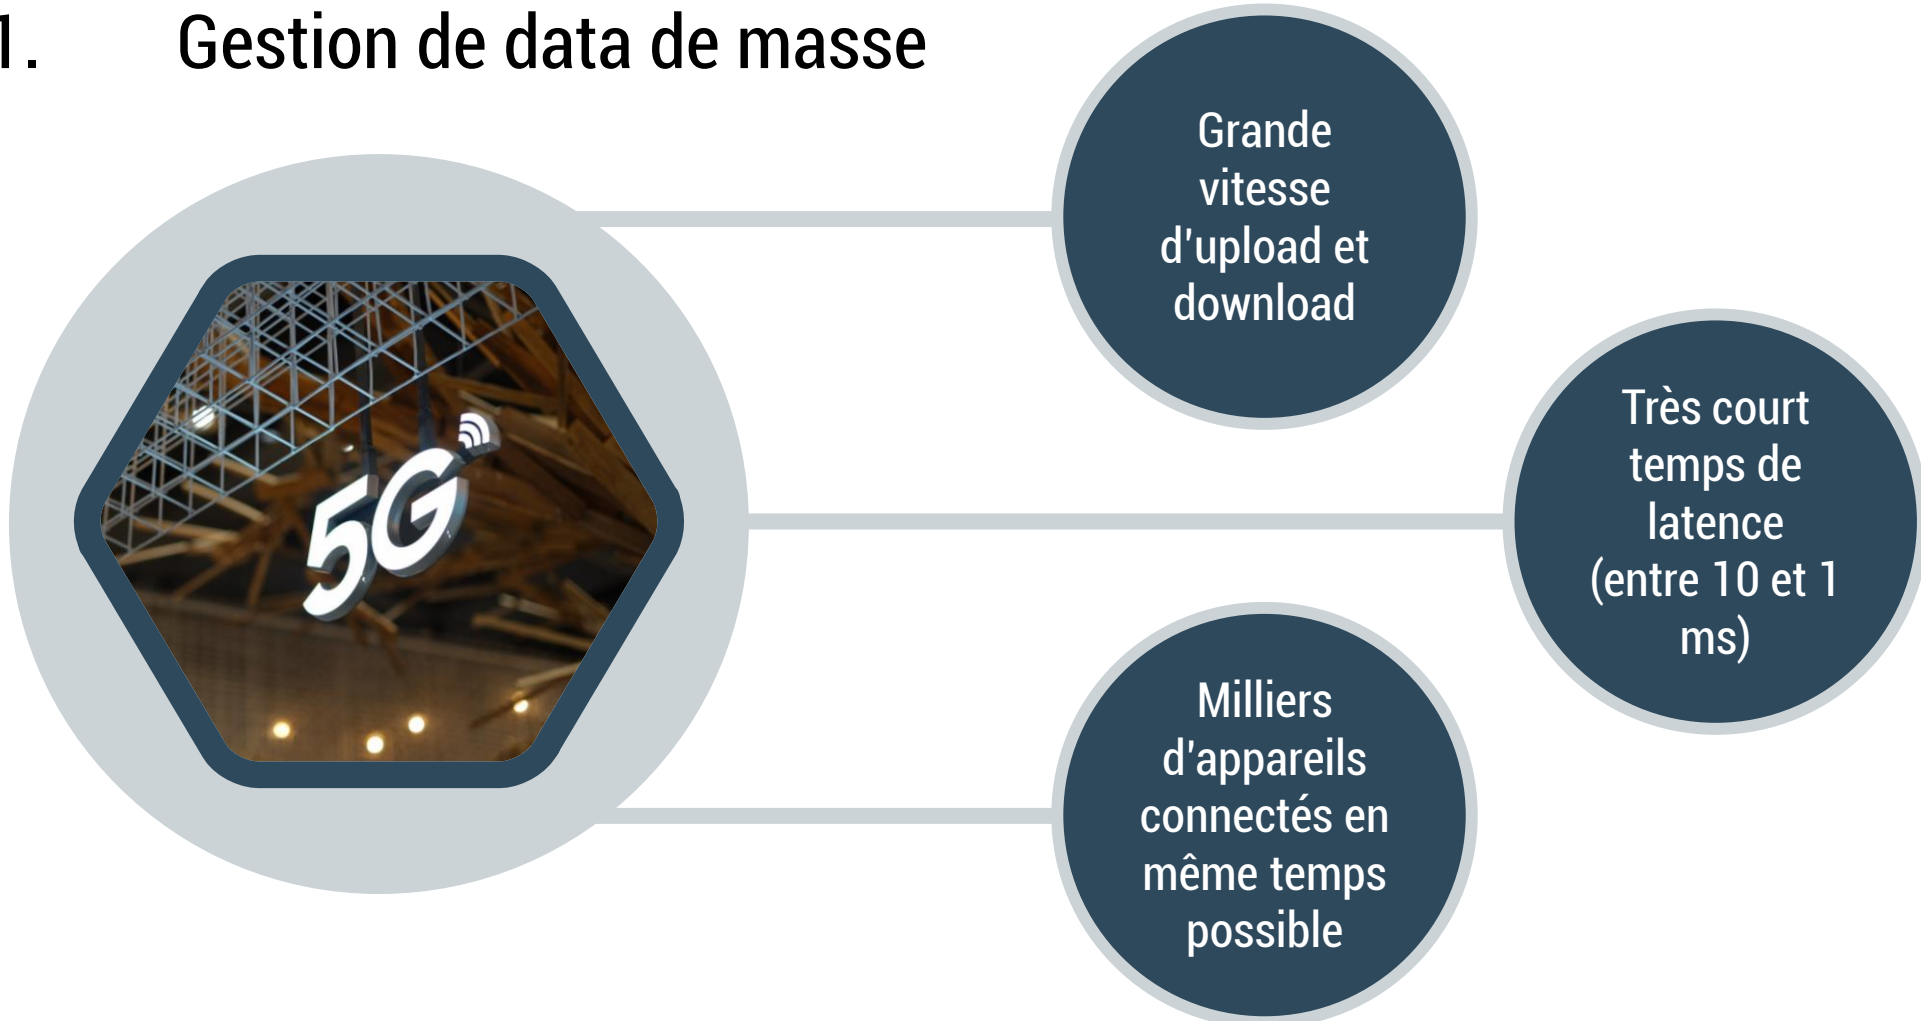 1. Gestion de data de masse
Grande
vitesse
d'upload et
download
5G
Très court
temps de
latence
(entre 10 et 1
ms)
Milliers
d'appareils
connectés en
même temps
possible